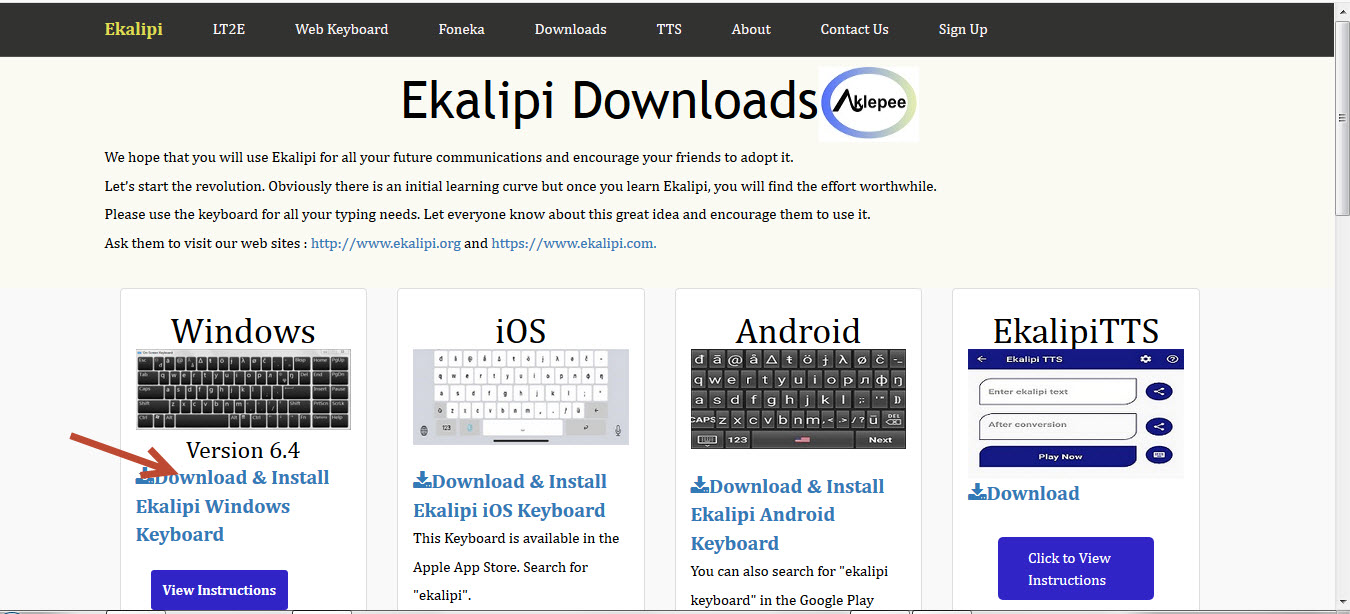 Ekalipi LT2E Web Keyboard Foneka Downloads TTS About Contact Us Sign Up
Ekalipi Downloads
Aklepee
We hope that you will use Ekalipi for all your future communications and encourage your friends to adopt it.
Let's start the revolution. Obviously there is an initial learning curve but once you learn Ekalipi, you will find the effort worthwhile.
Please use the keyboard for all your typing needs. Let everyone know about this great idea and encourage them to use it.
Ask them to visit our web sites : http://www.ekalipi.org and https://www.ekalipi.com.
Windows
Version 6.4
Download & Install
Ekalipi Windows
Keyboard
View Instructions
iOS
q w e r t y u i o p
a s d f g h j k l
z x c v b n m
123
Download & Install
Ekalipi iOS Keyboard
This Keyboard is available in the
Apple App Store. Search for
"ekalipi".
Android
đ ā @ å Δ ŧ ö ɉ λ ø č
q w e r t y u i o p л ф ŋ
a s d f g h j k l
CAPS z x c v b n m ü DEL
123 Next
Download & Install
Ekalipi Android
Keyboard
You can also search for "ekalipi
keyboard" in the Google Play
EkalipiTTS
Ekalipi TTS
Enter ekalipi text
After conversion
Play Now
Download
Click to View
Instructions